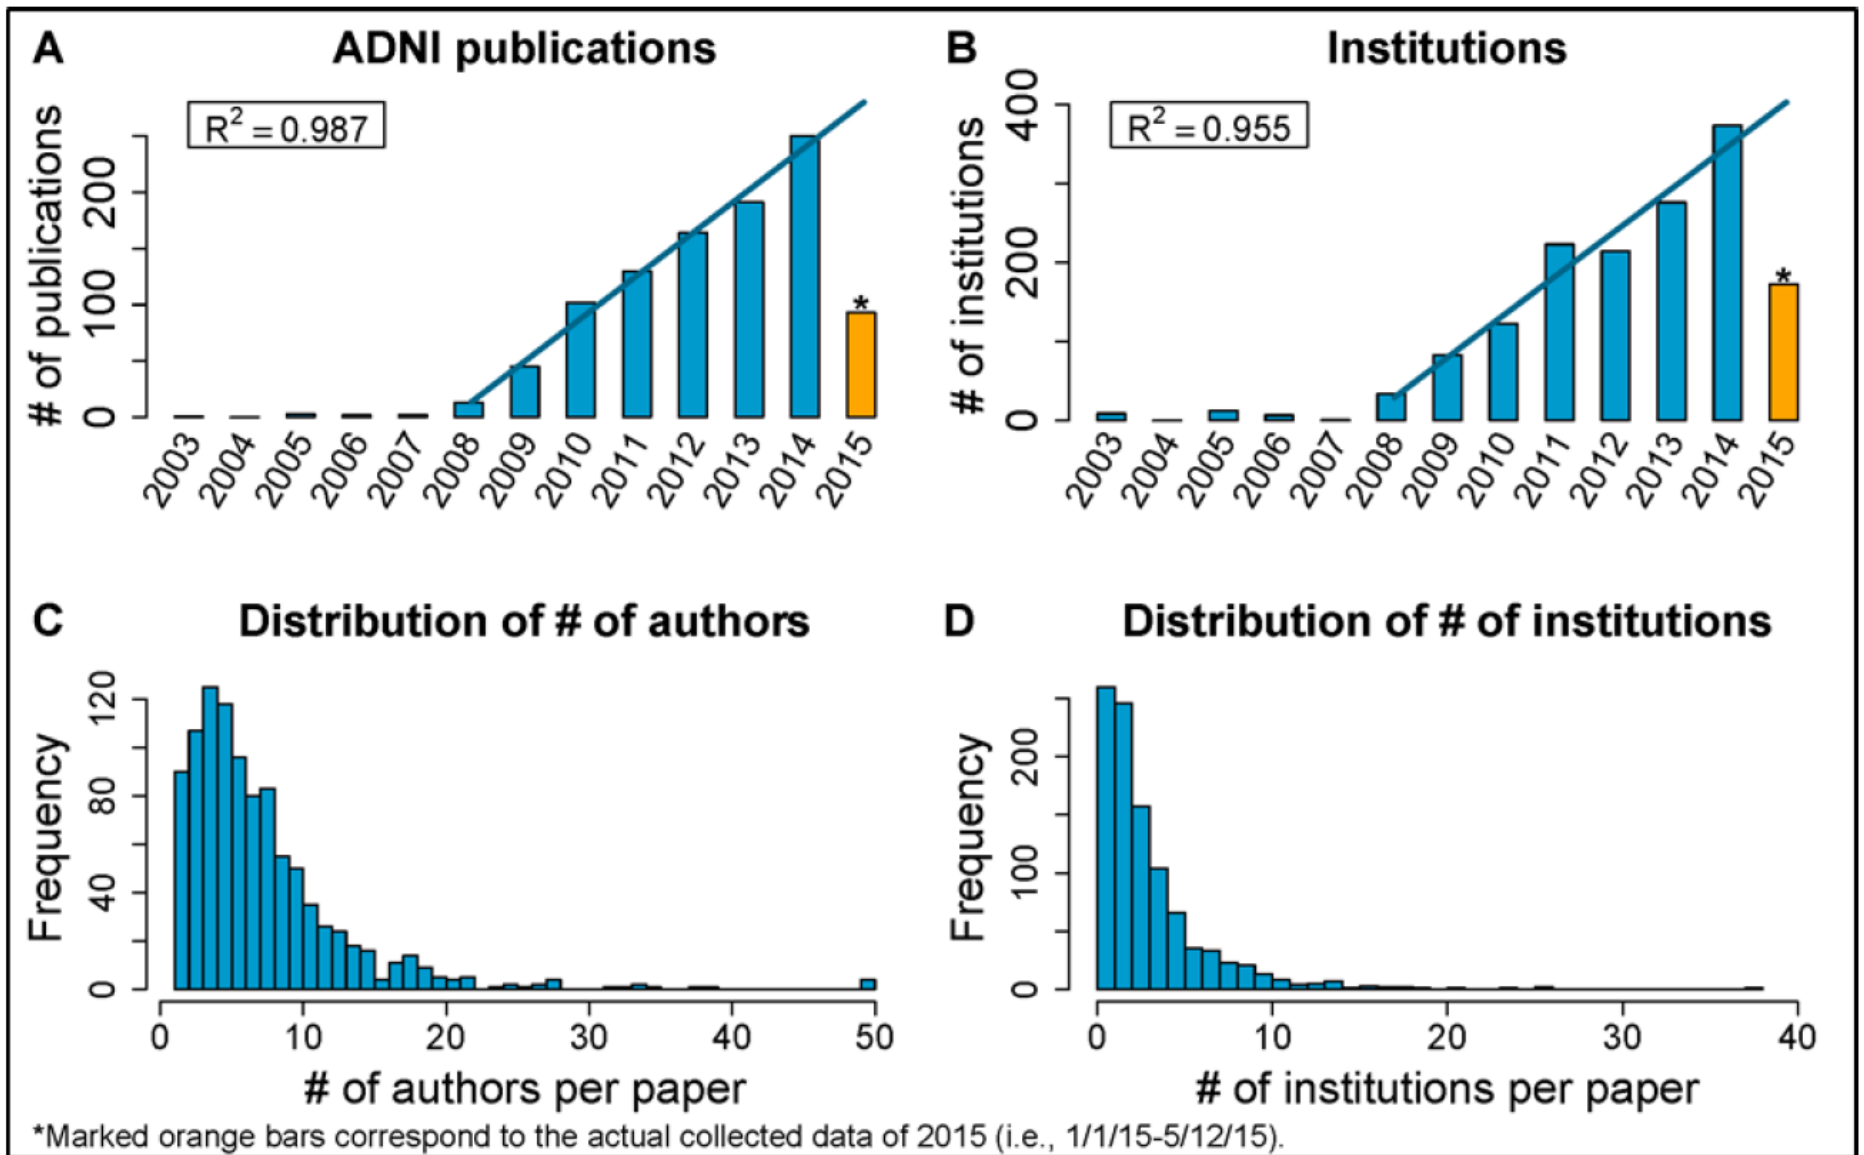 A ADNI publications
R² = 0.987
# of publications
0 100 200
2003 2004 2005 2006 2007 2008 2009 2010 2011 2012 2013 2014 2015
*
B Institutions
R² = 0.955
# of institutions
0 200 400
2003 2004 2005 2006 2007 2008 2009 2010 2011 2012 2013 2014 2015
*
C Distribution of # of authors
Frequency
0 40 80 120
0 10 20 30 40 50
# of authors per paper
D Distribution of # of institutions
Frequency
0 100 200
0 10 20 30 40
# of institutions per paper
*Marked orange bars correspond to the actual collected data of 2015 (i.e., 1/1/15-5/12/15).